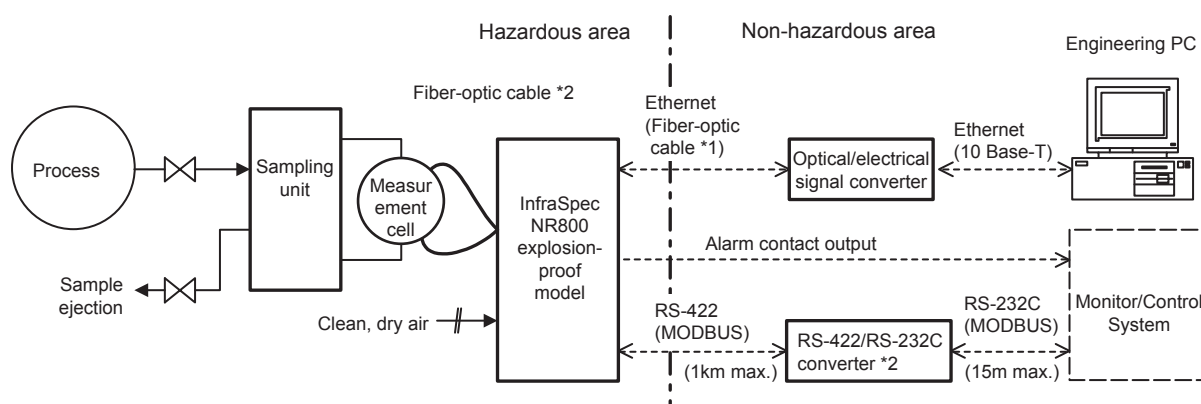 Hazardous area
Non-hazardous area
Engineering PC
Fiber-optic cable *2
Ethernet
(Fiber-optic
cable *1)
Ethernet
(10 Base-T)
Process
Sampling
unit
Measur
ement
cell
InfraSpec
NR800
explosion-
proof
model
Optical/electrical
signal converter
Alarm contact output
Sample
ejection
Clean, dry air
RS-422
(MODBUS)
(1km max.)
RS-422/RS-232C
converter *2
RS-232C
(MODBUS)
(15m max.)
Monitor/Control
System